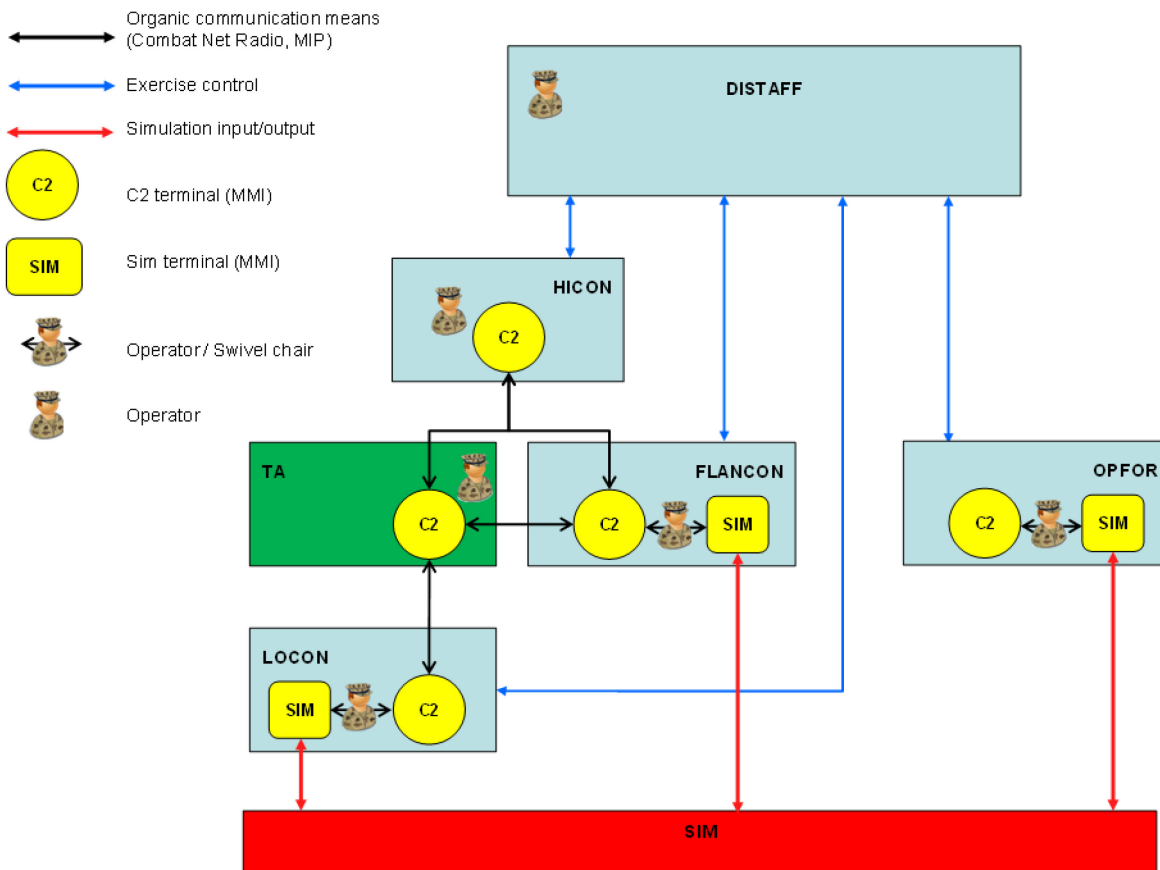 Organic communication means
(Combat Net Radio, MIP)
Exercise control
Simulation input/output
C2
C2 terminal (MMI)
SIM
Sim terminal (MMI)
Operator / Swivel chair
Operator
DISTAFF
HICON
C2
TA
C2
FLANCON
C2
SIM
OPFOR
C2
SIM
LOCON
SIM
C2
SIM